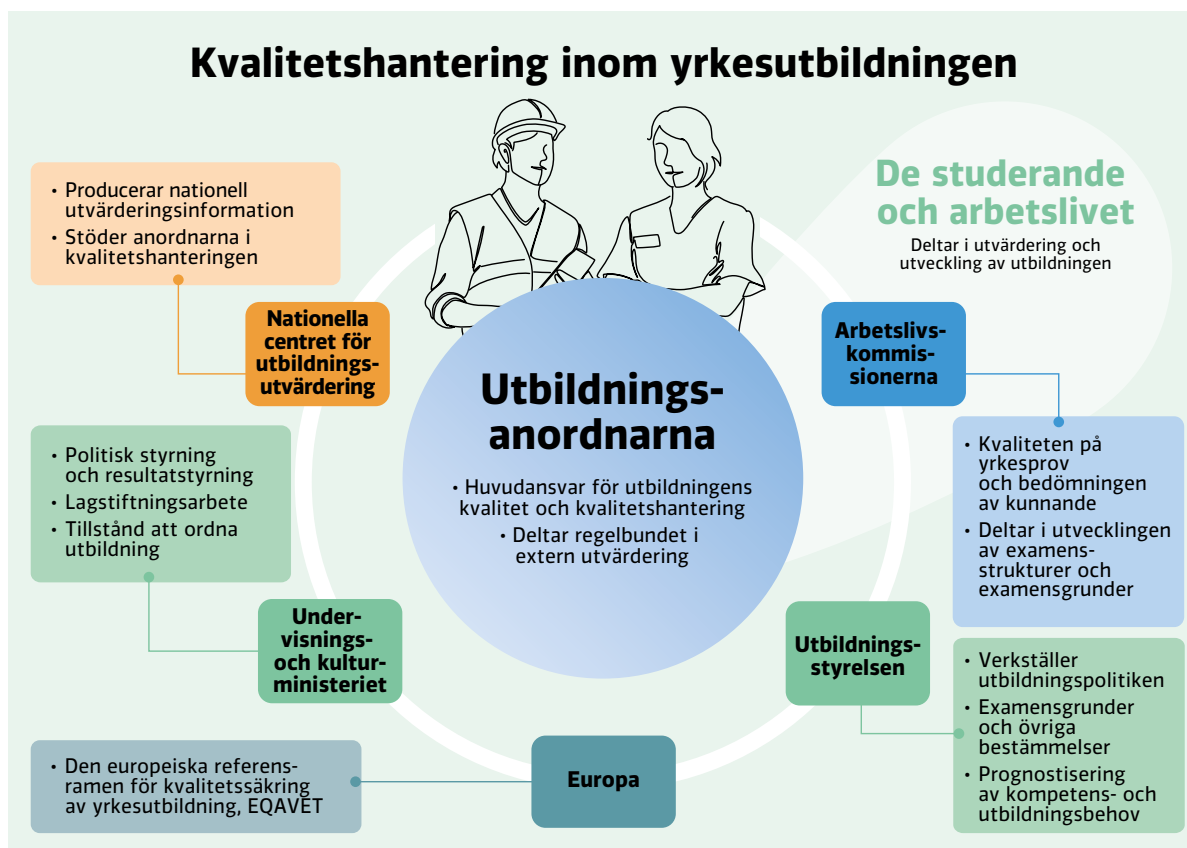 Kvalitetshantering inom yrkesutbildningen
• Producerar nationell
utvärderingsinformation
• Stöder anordnarna i
kvalitetshanteringen
Nationella
centret för
utbildnings-
utvärdering
De studerande
och arbetslivet
Deltar i utvärdering och
utveckling av utbildningen
Arbetslivs-
kommis-
sionerna
• Kvaliteten på
yrkesprov
och bedömningen
av kunnande
• Deltar i utvecklingen
av examens-
strukturer och
examensgrunder
Utbildnings-
anordnarna
• Huvudansvar för utbildningens
kvalitet och kvalitetshantering
• Deltar regelbundet i
extern utvärdering
• Politisk styrning
och resultatstyrning
• Lagstiftningsarbete
• Tillstånd att ordna
utbildning
Under-
visnings-
och kultur-
ministeriet
Utbildnings-
styrelsen
• Verkställer
utbildningspolitiken
• Examensgrunder
och övriga
bestämmelser
• Prognostisering
av kompetens- och
utbildningsbehov
• Den europeiska referens-
ramen för kvalitetssäkring
av yrkesutbildning, EQAVET
Europa